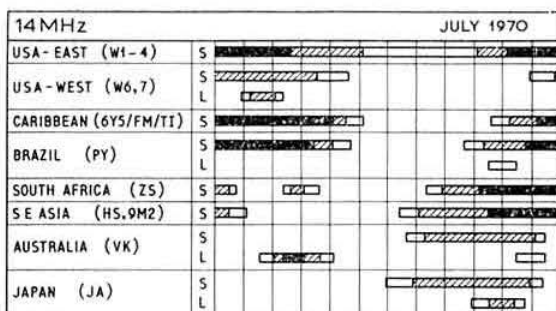 14MHz JULY 1970
USA-EAST (W1-4) S
USA-WEST (W6,7) S
L
CARIBBEAN (6Y5/FM/TI) S
BRAZIL (PY) S
L
SOUTH AFRICA (ZS) S
S E ASIA (HS,9M2) S
AUSTRALIA (VK) S
L
JAPAN (JA) S
L